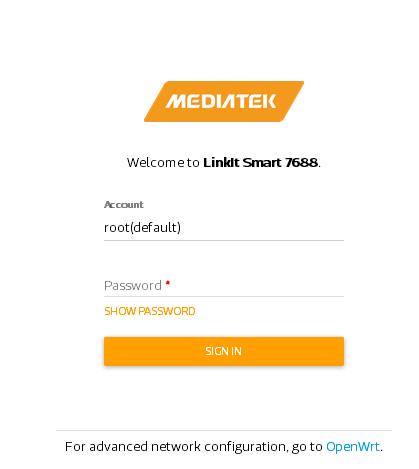 MEDIATEK
Welcome to LinkIt Smart 7688.
Account
root(default)
Password *
SHOW PASSWORD
SIGN IN
For advanced network configuration, go to OpenWrt.